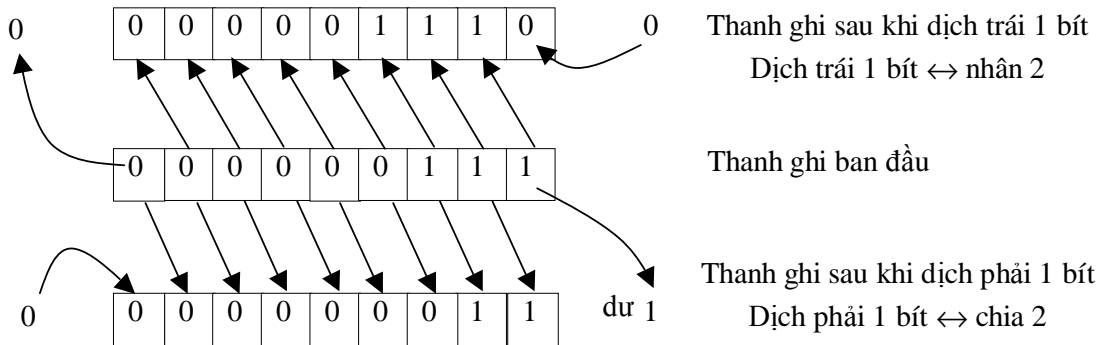 0 0 0 0 0 0 1 1 1 0 0 Thanh ghi sau khi dịch trái 1 bít
Dịch trái 1 bít ↔ nhân 2
0 0 0 0 0 0 1 1 1 Thanh ghi ban đầu
Thanh ghi sau khi dịch phải 1 bít
0 0 0 0 0 0 0 0 1 1 dư 1 Dịch phải 1 bít ↔ chia 2